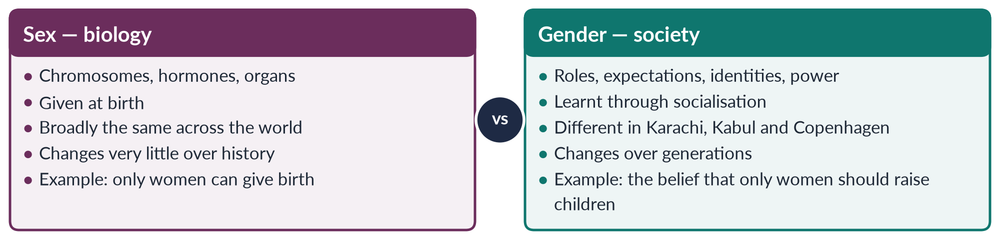 Sex — biology
• Chromosomes, hormones, organs
• Given at birth
• Broadly the same across the world
• Changes very little over history
• Example: only women can give birth
vs
Gender — society
• Roles, expectations, identities, power
• Learnt through socialisation
• Different in Karachi, Kabul and Copenhagen
• Changes over generations
• Example: the belief that only women should raise
children